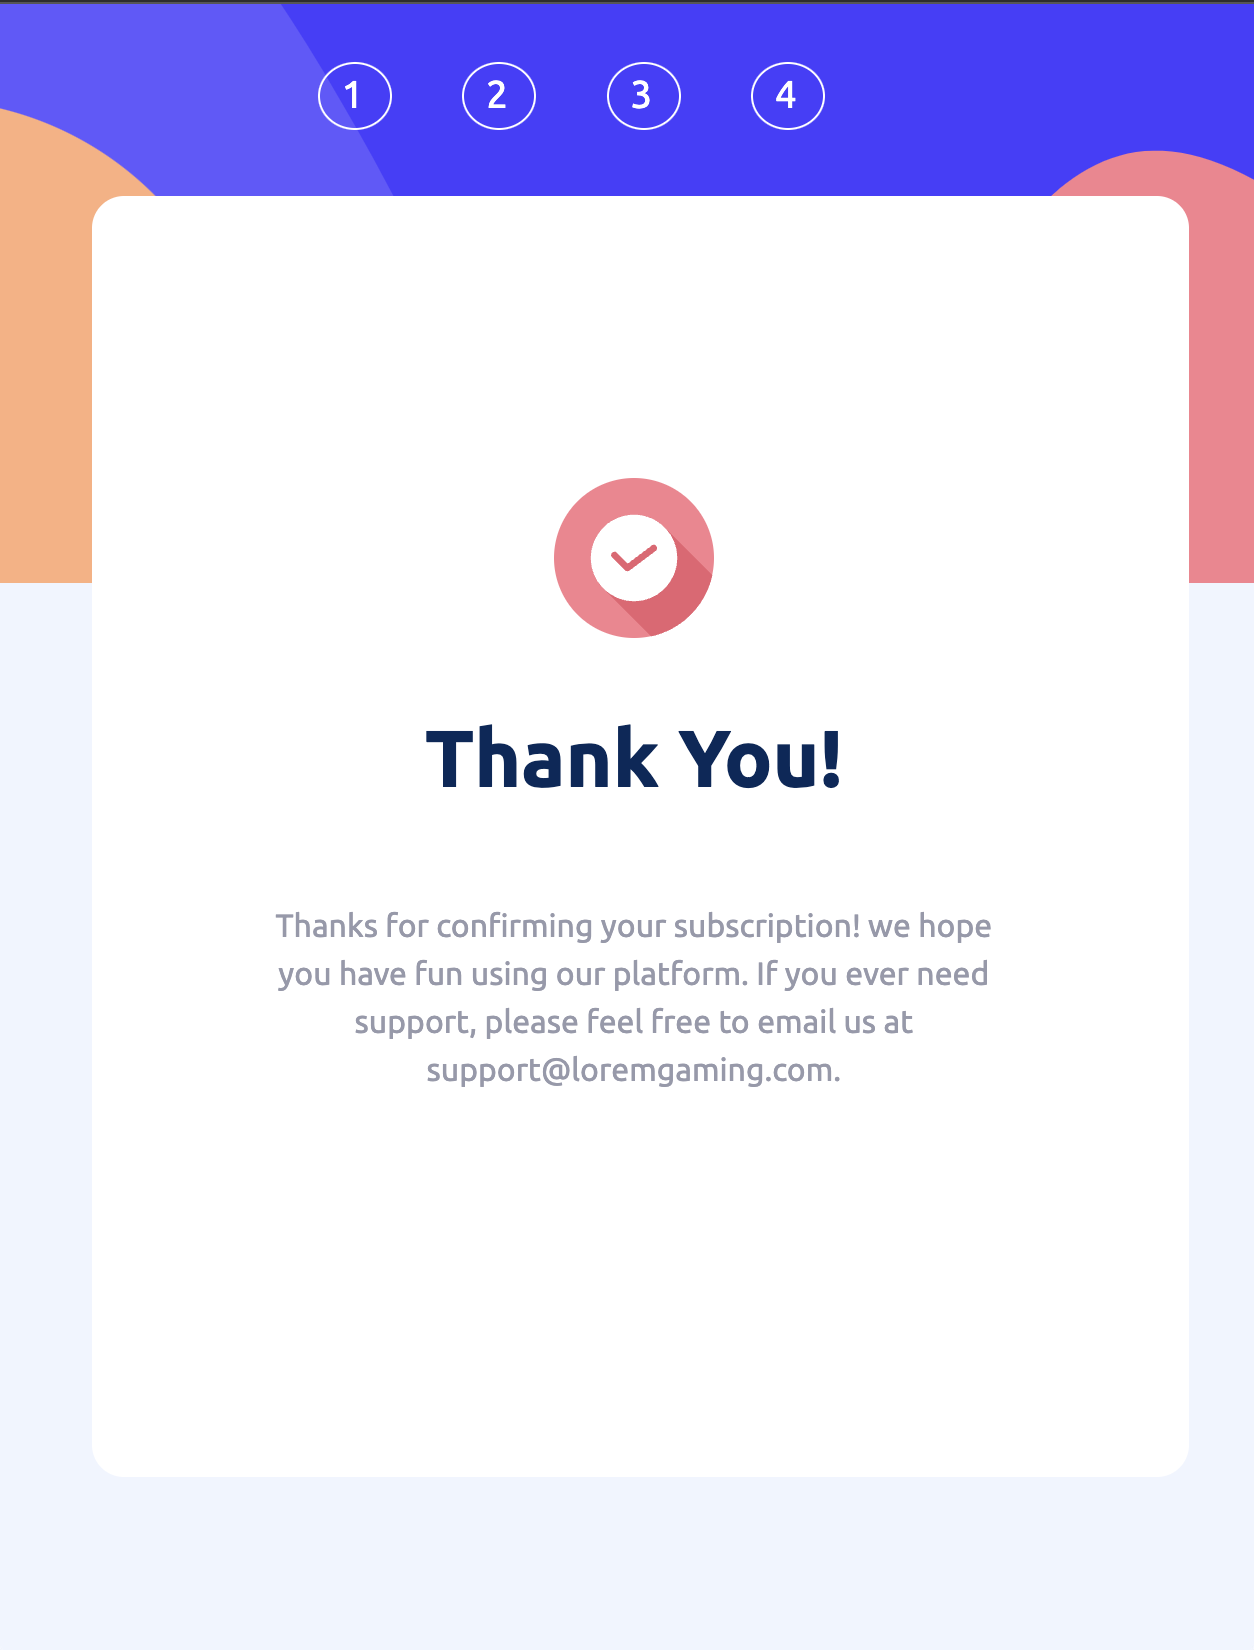 1 2 3 4
Thank You!
Thanks for confirming your subscription! we hope
you have fun using our platform. If you ever need
support, please feel free to email us at
support@loremgaming.com.